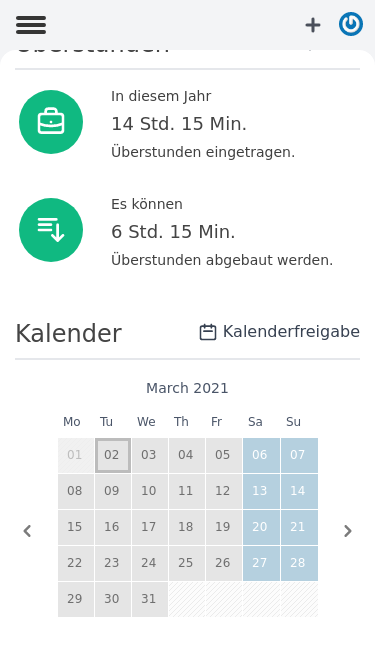 Überstunden
In diesem Jahr
14 Std. 15 Min.
Überstunden eingetragen.
Es können
6 Std. 15 Min.
Überstunden abgebaut werden.
Kalender
Kalenderfreigabe
March 2021
Mo Tu We Th Fr Sa Su
01 02 03 04 05 06 07
08 09 10 11 12 13 14
15 16 17 18 19 20 21
22 23 24 25 26 27 28
29 30 31